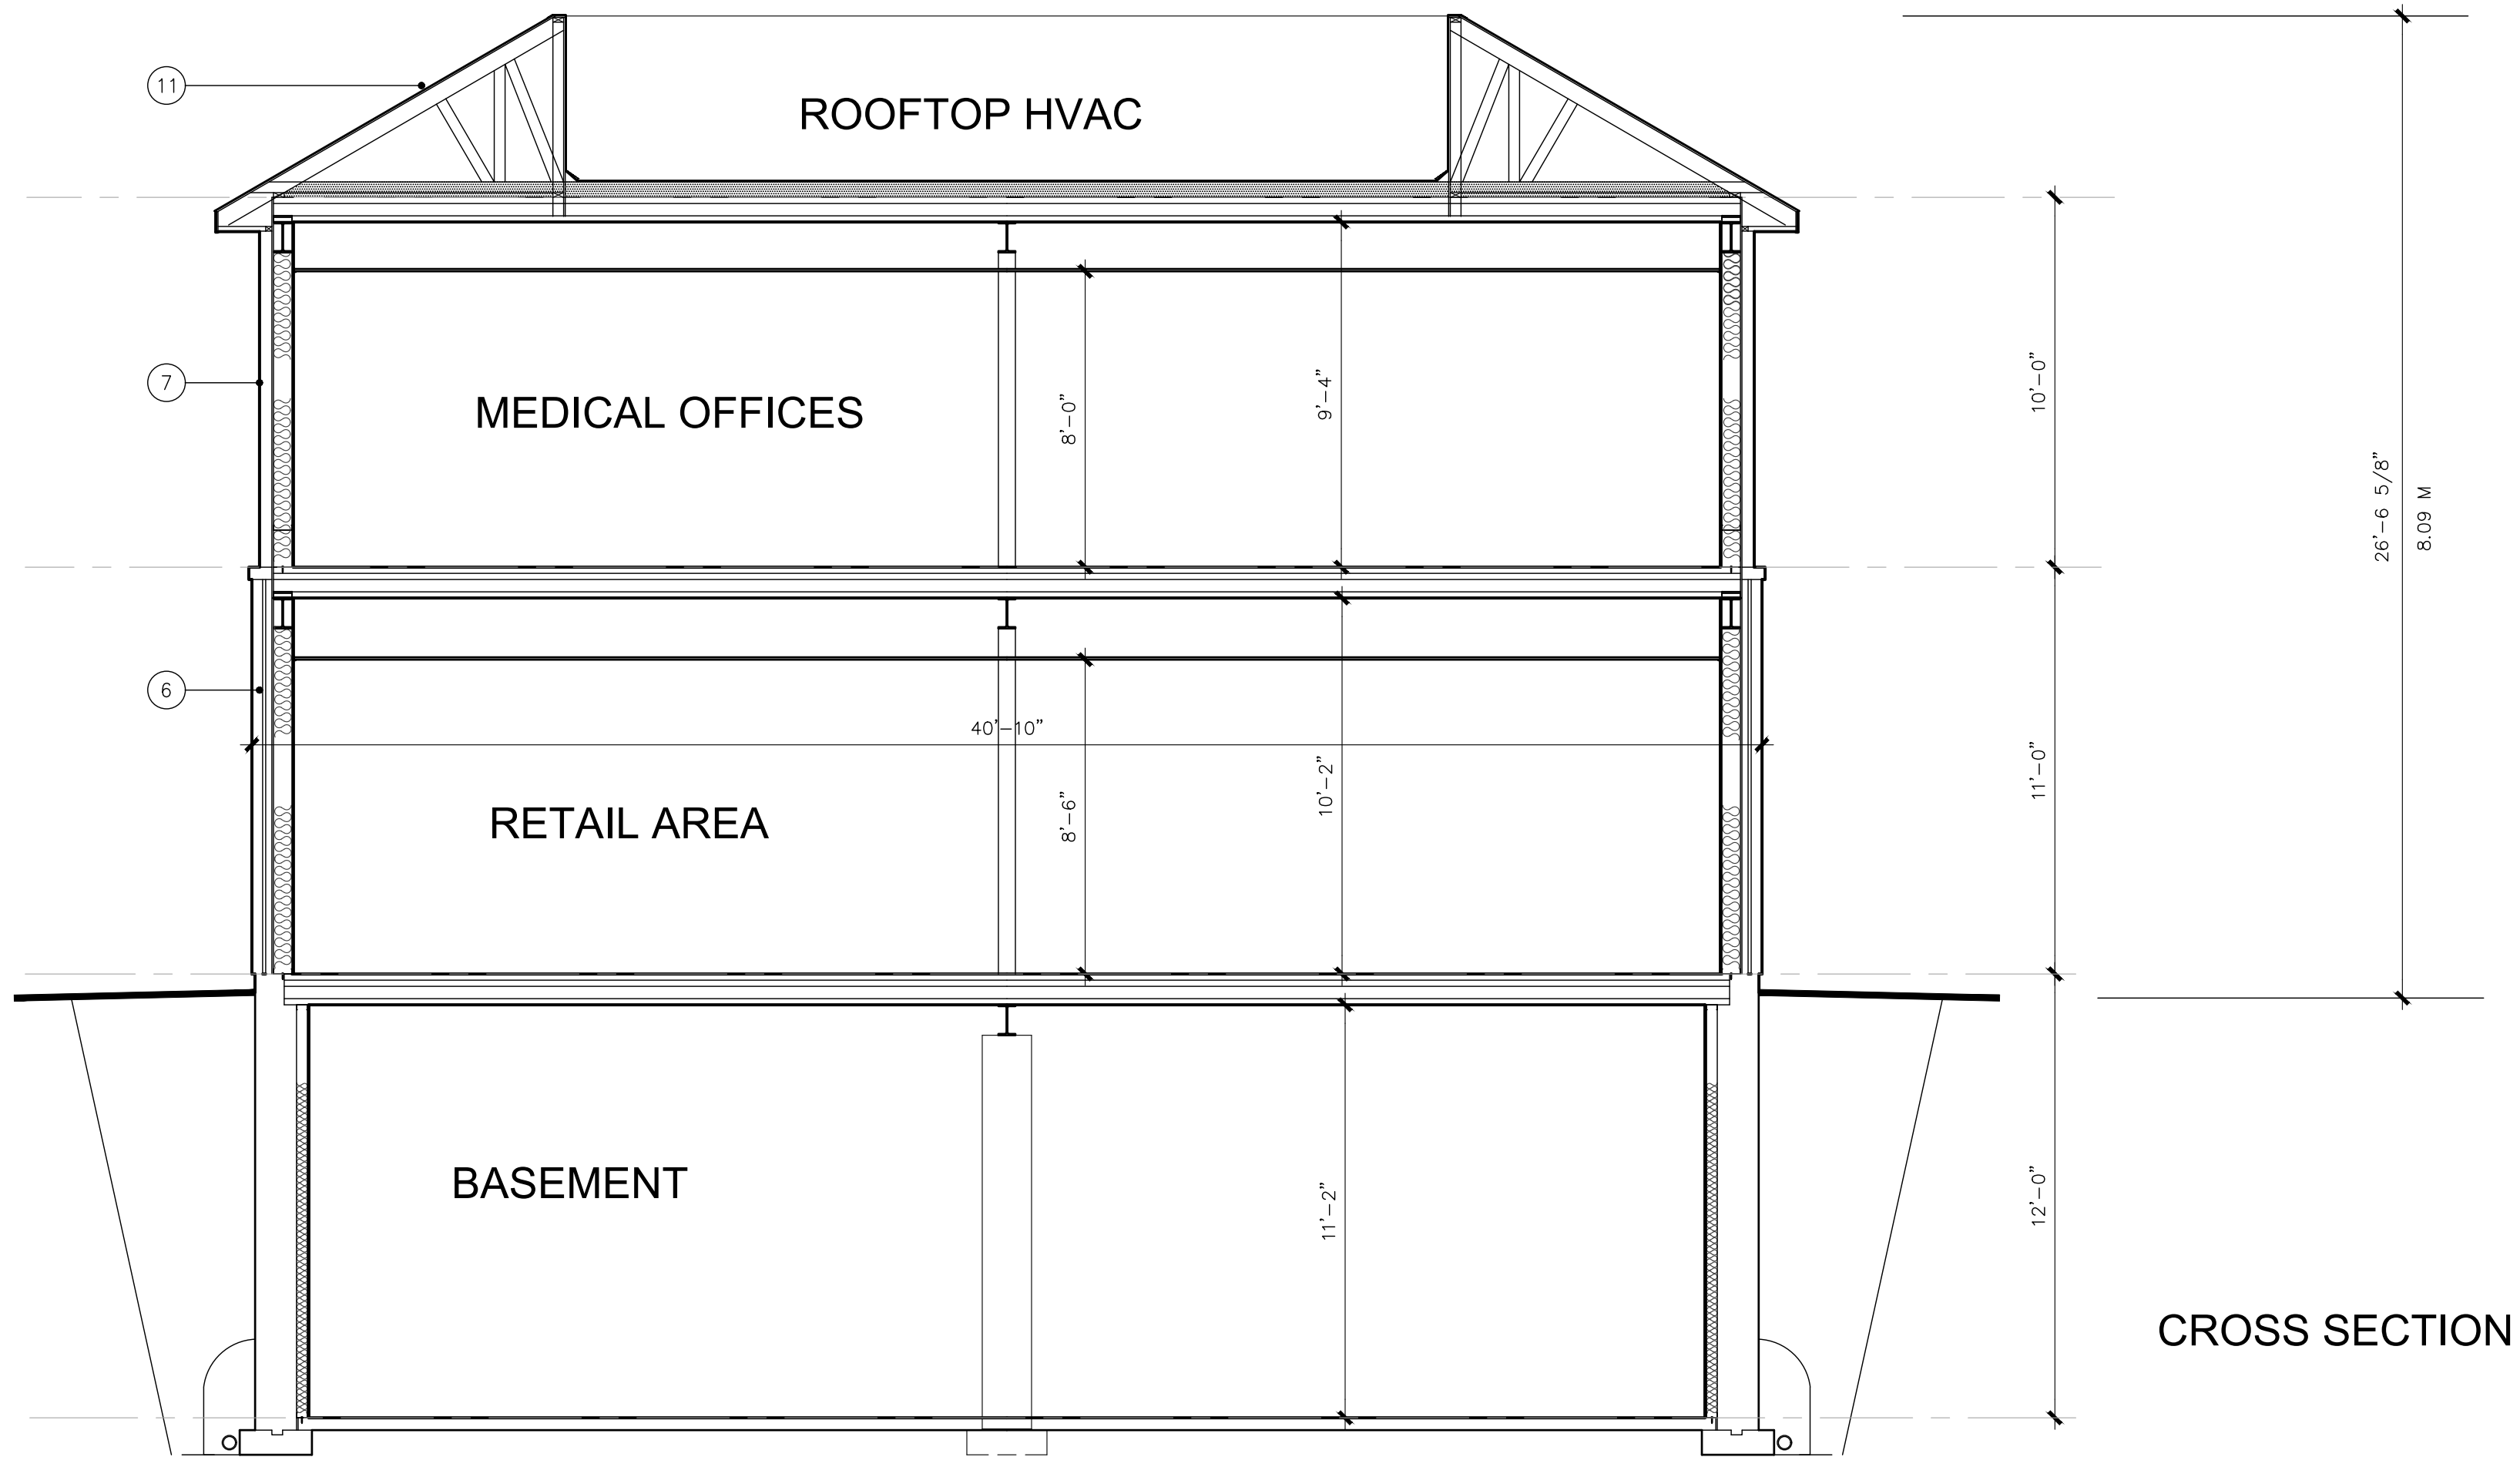 11
ROOFTOP HVAC
7
MEDICAL OFFICES
8'-0"
9'-4"
10'-0"
26'-6 5/8"
8.09 M
6
40'-10"
RETAIL AREA
8'-6"
10'-2"
11'-0"
BASEMENT
11'-2"
12'-0"
CROSS SECTION